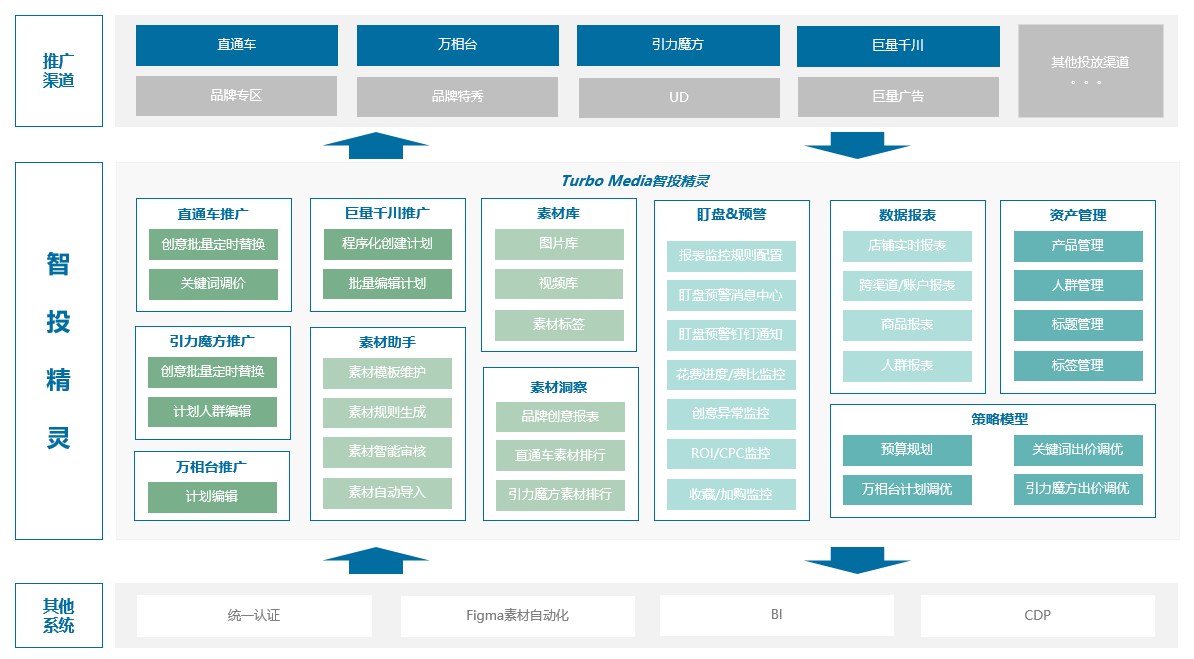 推广
渠道
直通车
万相台
引力魔方
巨量千川
其他投放渠道
。。。
品牌专区
品牌特秀
UD
巨量广告
智
投
精
灵
Turbo Media智投精灵
直通车推广
创意批量定时替换
关键词调价
引力魔方推广
创意批量定时替换
计划人群编辑
万相台推广
计划编辑
巨量千川推广
程序化创建计划
批量编辑计划
素材助手
素材模板维护
素材规则生成
素材智能审核
素材自动导入
素材库
图片库
视频库
素材标签
素材洞察
品牌创意报表
直通车素材排行
引力魔方素材排行
盯盘&预警
报表监控规则配置
盯盘预警消息中心
盯盘预警钉钉通知
花费进度/费比监控
创意异常监控
ROI/CPC监控
收藏/加购监控
数据报表
店铺实时报表
跨渠道/账户报表
商品报表
人群报表
资产管理
产品管理
人群管理
标题管理
标签管理
策略模型
预算规划
关键词出价调优
万相台计划调优
引力魔方出价调优
其他
系统
统一认证
Figma素材自动化
BI
CDP